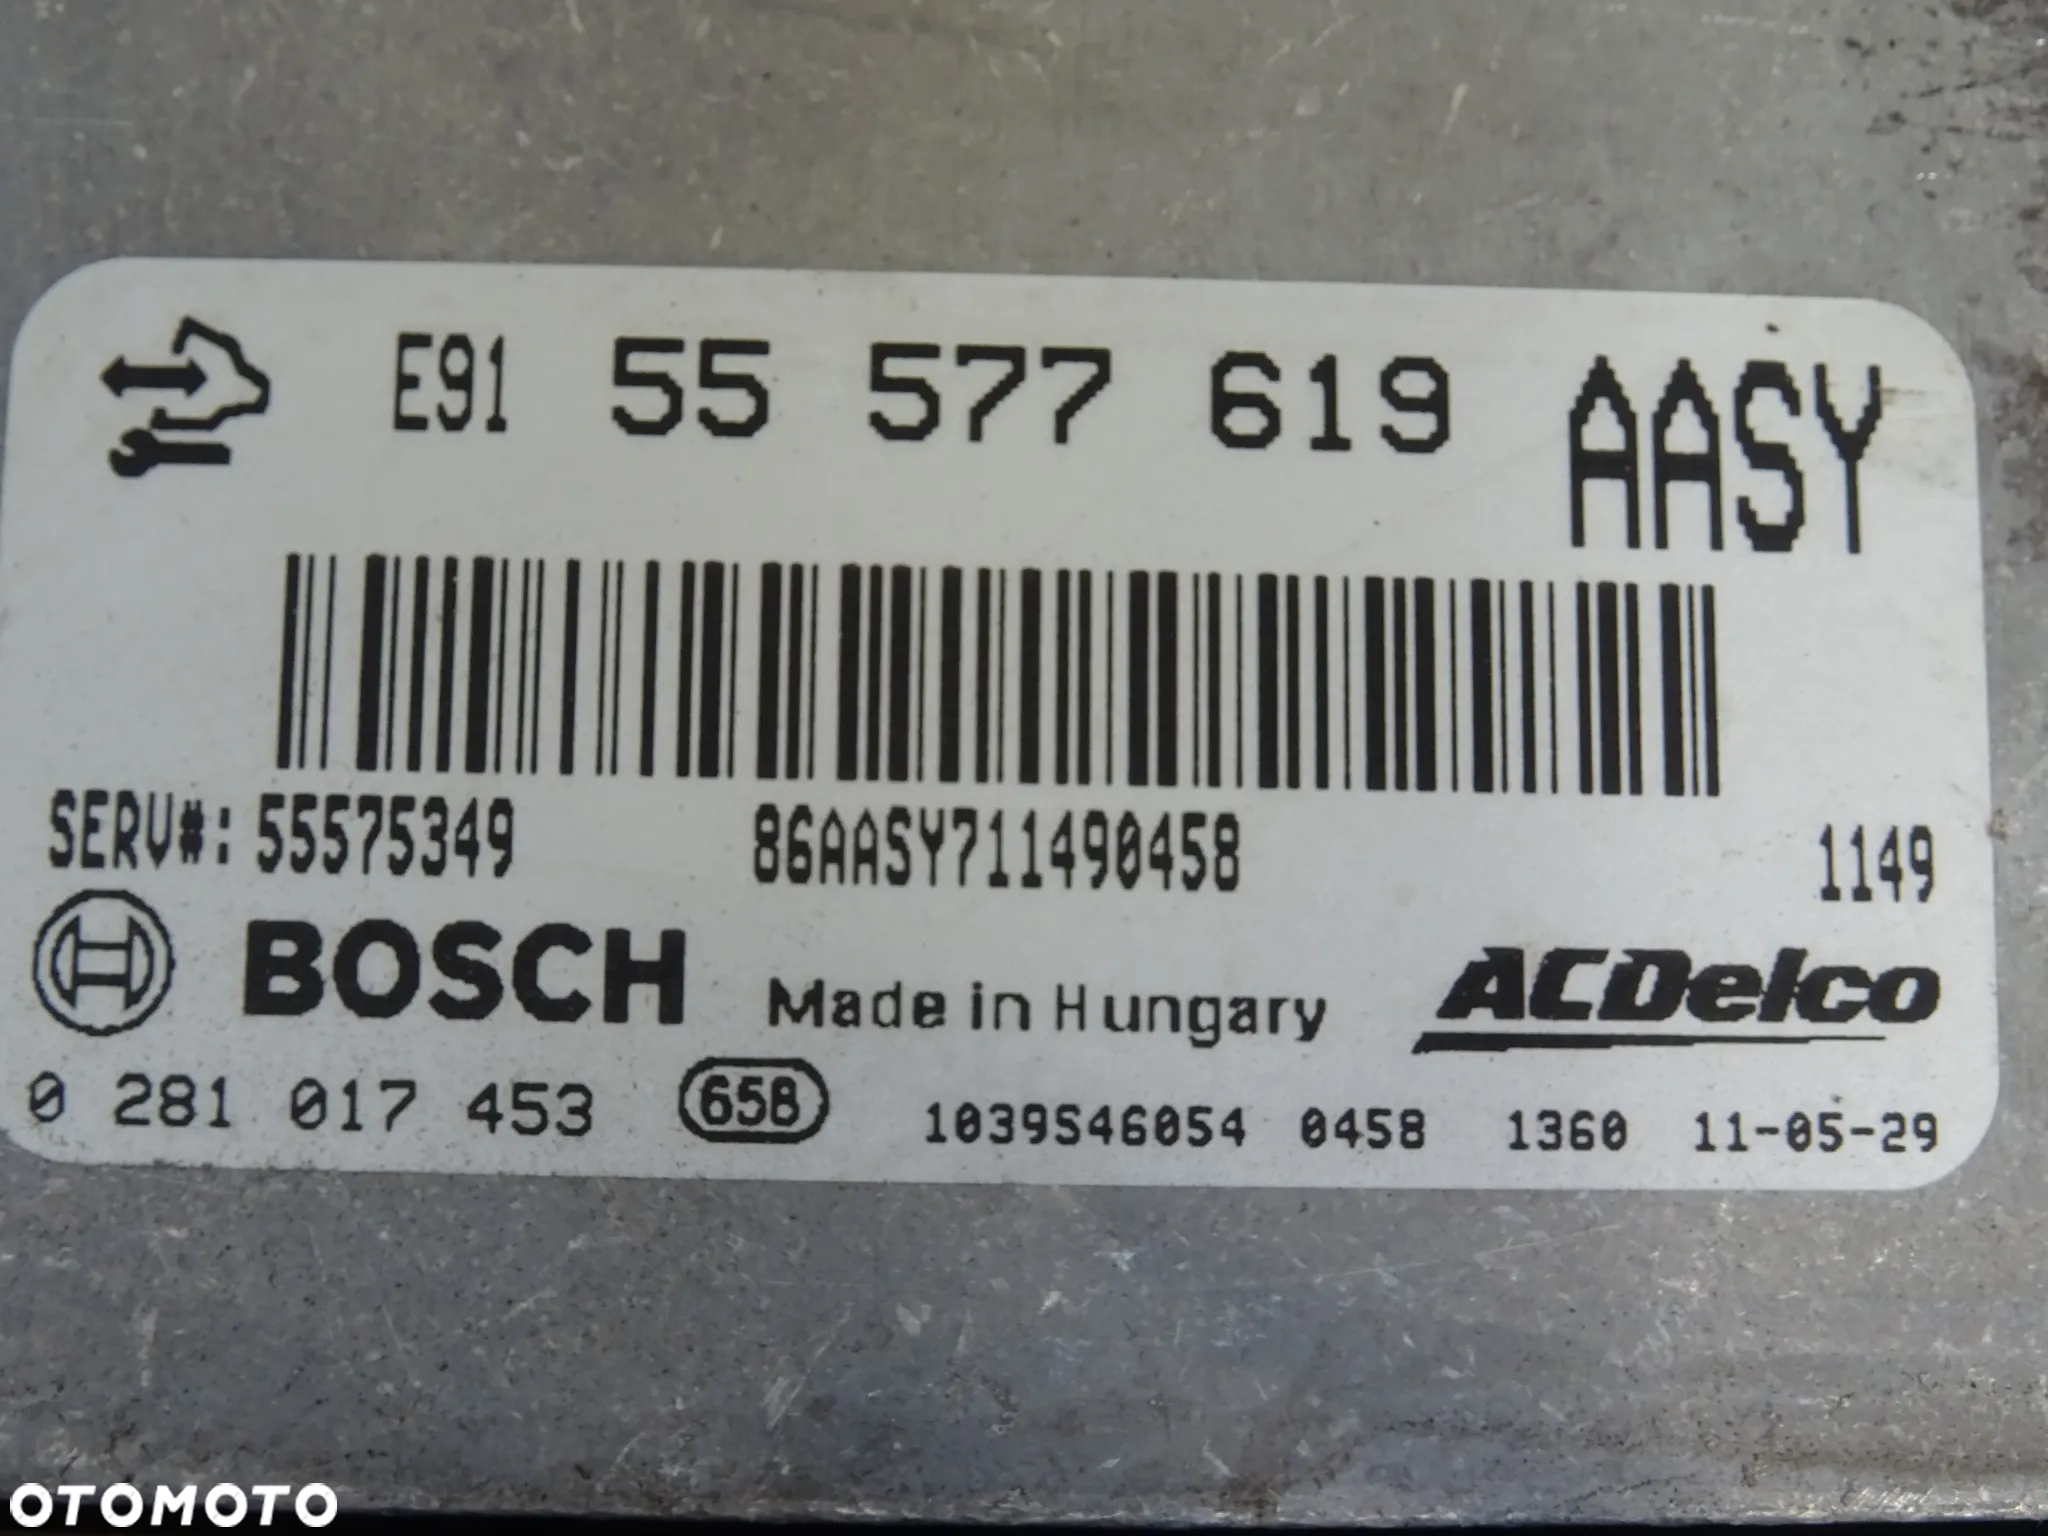 E91 55 577 619 AASY
SERV#: 55575349 86AASY711490458 1149
BOSCH Made in Hungary ACDelco
0 281 017 453 658 1039S46054 0458 1360 11-05-29
OTOMOTO